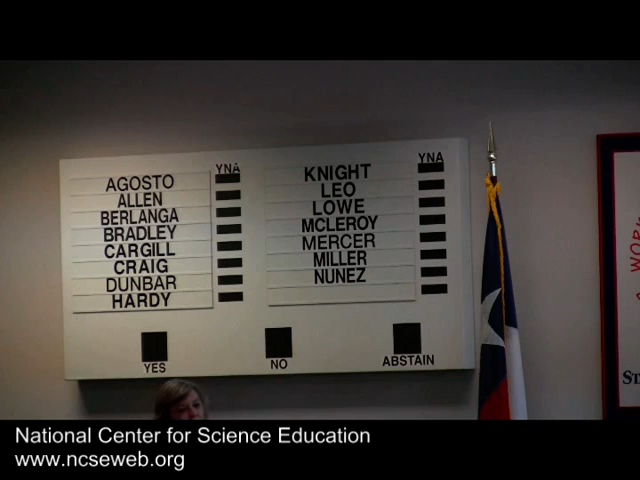 YNA
AGOSTO
ALLEN
BERLANGA
BRADLEY
CARGILL
CRAIG
DUNBAR
HARDY
YNA
KNIGHT
LEO
LOWE
MCLEROY
MERCER
MILLER
NUNEZ
YES
NO
ABSTAIN
National Center for Science Education
www.ncseweb.org